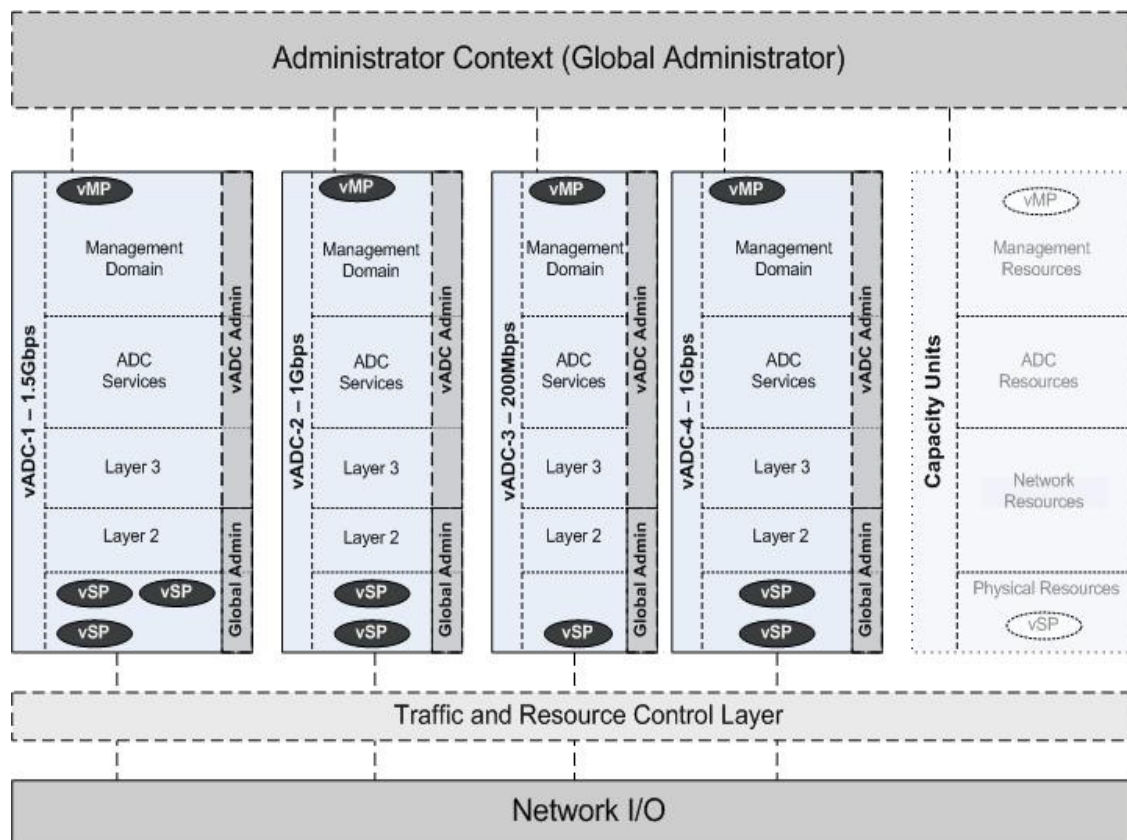 Administrator Context (Global Administrator)
vADC-1 – 1.5Gbps
vMP
Management
Domain
ADC
Services
Layer 3
Layer 2
vSP
vSP
vSP
vADC Admin
Global Admin
vADC-2 – 1Gbps
vMP
Management
Domain
ADC
Services
Layer 3
Layer 2
vSP
vSP
vADC Admin
Global Admin
vADC-3 – 200Mbps
vMP
Management
Domain
ADC
Services
Layer 3
Layer 2
vSP
vADC Admin
Global Admin
vADC-4 – 1Gbps
vMP
Management
Domain
ADC
Services
Layer 3
Layer 2
vSP
vSP
vADC Admin
Global Admin
Capacity Units
vMP
Management
Resources
ADC
Resources
Network
Resources
Physical Resources
vSP
Traffic and Resource Control Layer
Network I/O